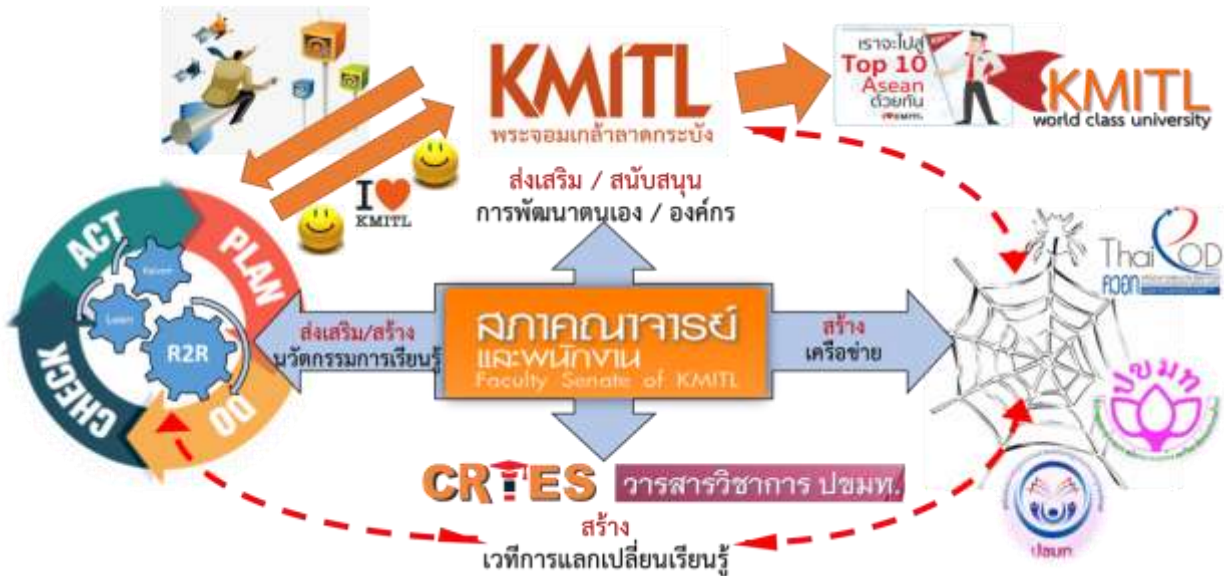 KMITL
พระจอมเกล้าลาดกระบัง
เราจะไปสู่
Top 10
Asean
ด้วยกัน
KMITL
world class university
I
KMITL
ส่งเสริม / สนับสนุน
การพัฒนาตนเอง / องค์กร
ACT
PLAN
DO
CHECK
R2R
ส่งเสริม/สร้าง
นวัตกรรมการเรียนรู้
สภาคณาจารย์
และพนักงาน
Faculty Senate of KMITL
สร้าง
เครือข่าย
ThaiPOD
ควอท
ปขมท
ปอมท
CRTES
วารสารวิชาการ ปขมท.
สร้าง
เวทีการแลกเปลี่ยนเรียนรู้